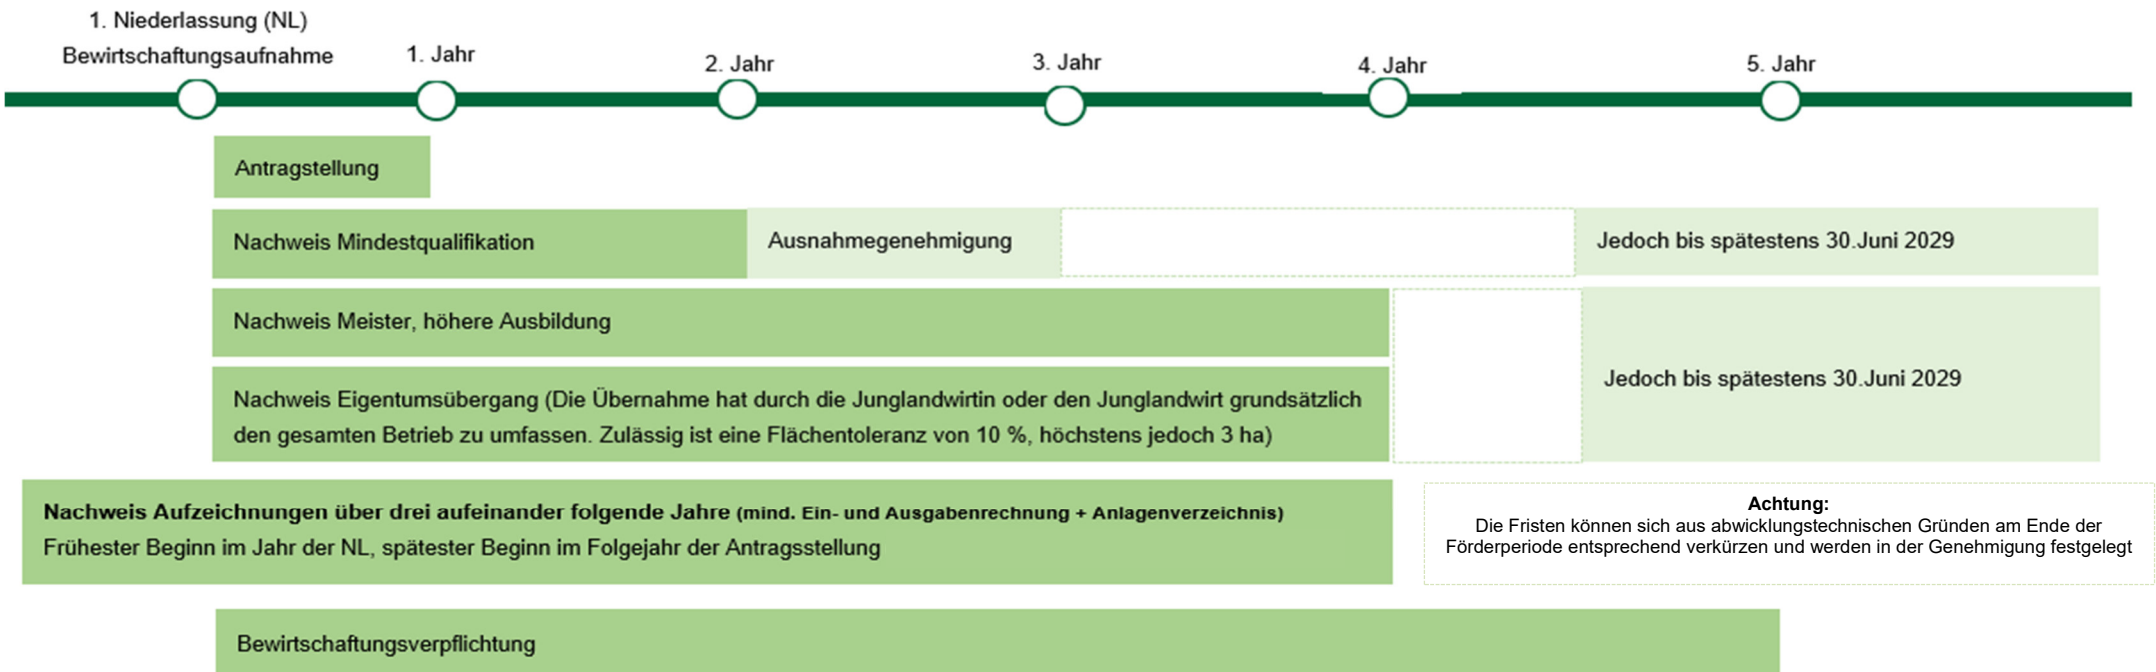 1. Niederlassung (NL)
Bewirtschaftungsaufnahme
1. Jahr
2. Jahr
3. Jahr
4. Jahr
5. Jahr
Antragstellung
Nachweis Mindestqualifikation
Ausnahmegenehmigung
Jedoch bis spätestens 30.Juni 2029
Nachweis Meister, höhere Ausbildung
Nachweis Eigentumsübergang (Die Übernahme hat durch die Junglandwirtin oder den Junglandwirt grundsätzlich
den gesamten Betrieb zu umfassen. Zulässig ist eine Flächentoleranz von 10 %, höchstens jedoch 3 ha)
Jedoch bis spätestens 30.Juni 2029
Nachweis Aufzeichnungen über drei aufeinander folgende Jahre (mind. Ein- und Ausgabenrechnung + Anlagenverzeichnis)
Frühester Beginn im Jahr der NL, spätester Beginn im Folgejahr der Antragsstellung
Achtung:
Die Fristen können sich aus abwicklungstechnischen Gründen am Ende der
Förderperiode entsprechend verkürzen und werden in der Genehmigung festgelegt
Bewirtschaftungsverpflichtung